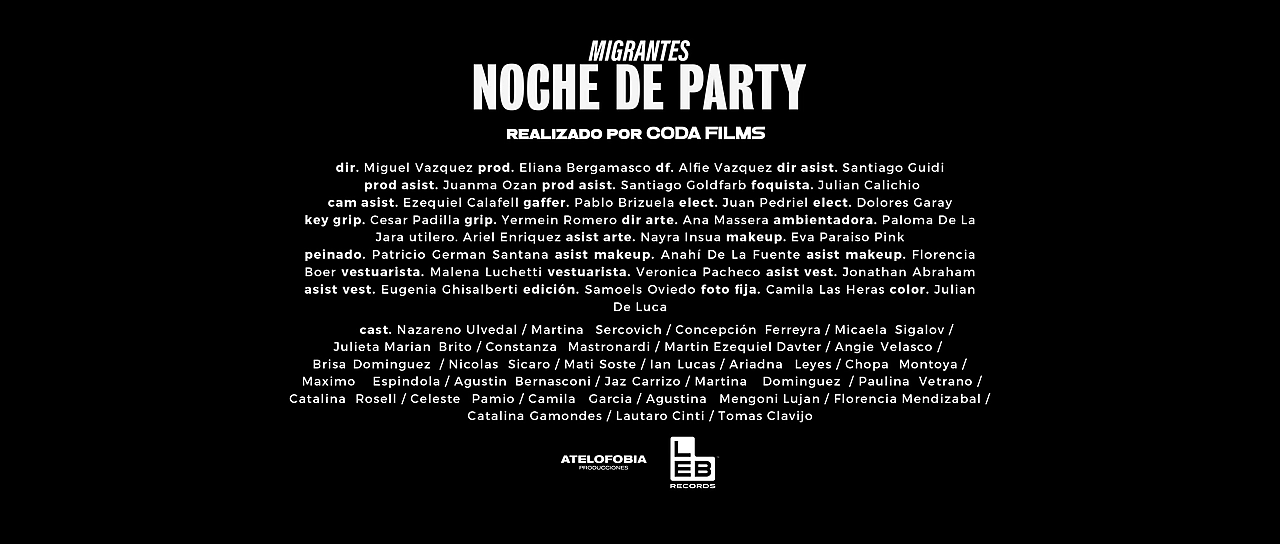 MIGRANTES
NOCHE DE PARTY
REALIZADO POR CODA FILMS
dir. Miguel Vazquez prod. Eliana Bergamasco df. Alfie Vazquez dir asist. Santiago Guidi
prod asist. Juanma Ozan prod asist. Santiago Goldfarb foquista. Julian Calichio
cam asist. Ezequiel Calafell gaffer. Pablo Brizuela elect. Juan Pedriel elect. Dolores Garay
key grip. Cesar Padilla grip. Yermein Romero dir arte. Ana Massera ambientadora. Paloma De La
Jara utilero. Ariel Enriquez asist arte. Nayra Insua makeup. Eva Paraiso Pink
peinado. Patricio German Santana asist makeup. Anahí De La Fuente asist makeup. Florencia
Boer vestuarista. Malena Luchetti vestuarista. Veronica Pacheco asist vest. Jonathan Abraham
asist vest. Eugenia Ghisalberti edición. Samoels Oviedo foto fija. Camila Las Heras color. Julian
De Luca
cast. Nazareno Ulvedal / Martina Sercovich / Concepción Ferreyra / Micaela Sigalov /
Julieta Marian Brito / Constanza Mastronardi / Martin Ezequiel Davter / Angie Velasco /
Brisa Dominguez / Nicolas Sicaro / Mati Soste / Ian Lucas / Ariadna Leyes / Chopa Montoya /
Maximo Espindola / Agustin Bernasconi / Jaz Carrizo / Martina Dominguez / Paulina Vetrano /
Catalina Rosell / Celeste Pamio / Camila Garcia / Agustina Mengoni Lujan / Florencia Mendizabal /
Catalina Gamondes / Lautaro Cinti / Tomas Clavijo
ATELOFOBIA
PRODUCCIONES
L
EB
RECORDS